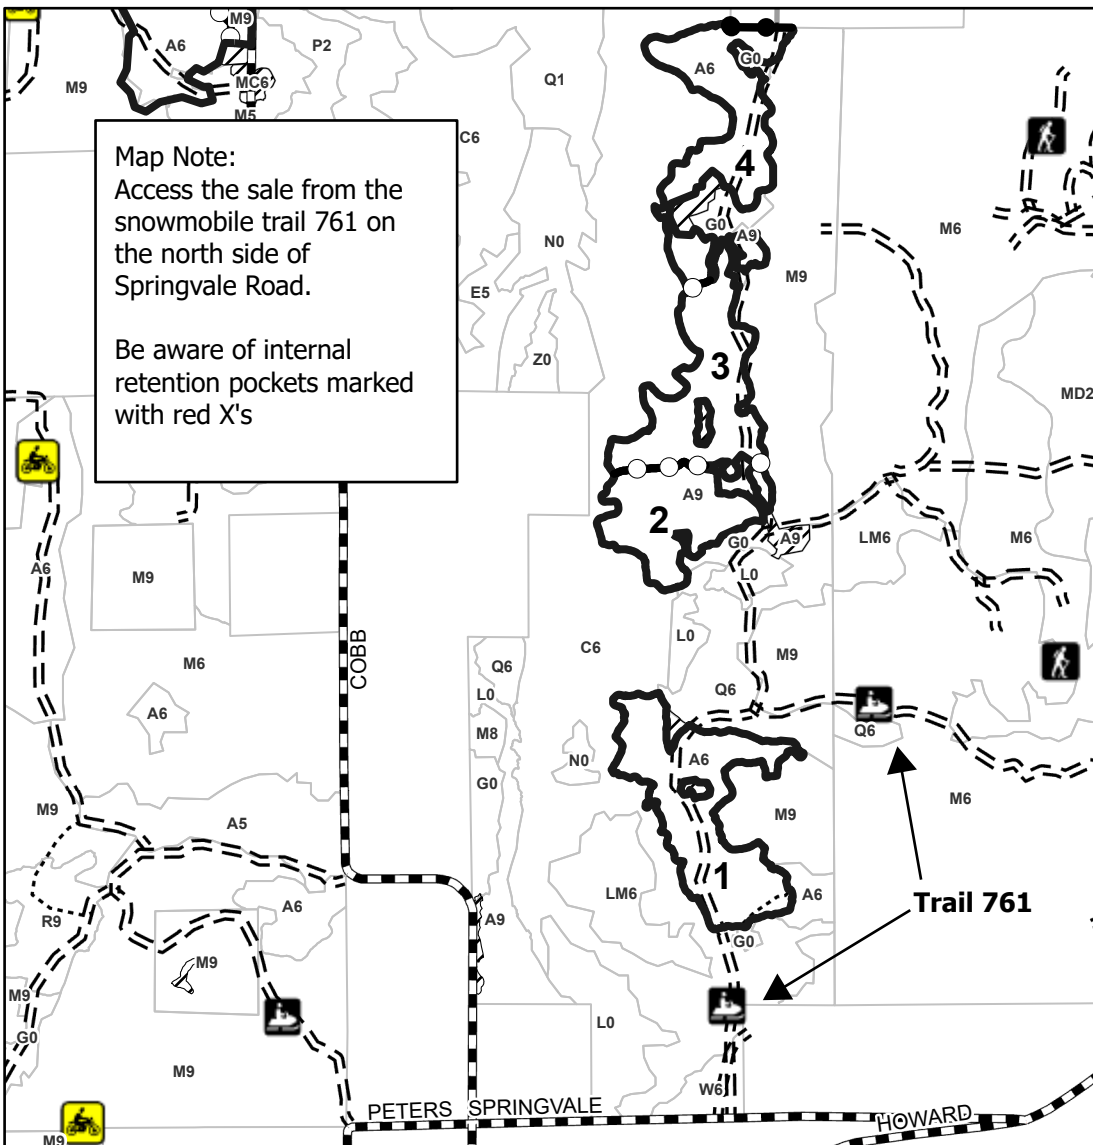 M9
A6
P2
M9
MC6
M5
Q1
C6
A6
G0
4
M6
Map Note:
Access the sale from the
snowmobile trail 761 on
the north side of
Springvale Road.
Be aware of internal
retention pockets marked
with red X's
N0
E5
Z0
G0
A9
M9
3
MD2
A9
2
G0
A9
L0
LM6
M6
A6
M9
M6
A6
COBB
Q6
L0
M8
G0
C6
N0
L0
Q6
M9
Q6
M6
A6
M9
1
A6
G0
LM6
Trail 761
M9
A5
A6
R9
M9
M9
G0
M9
A9
L0
W6
PETERS SPRINGVALE
HOWARD
M9